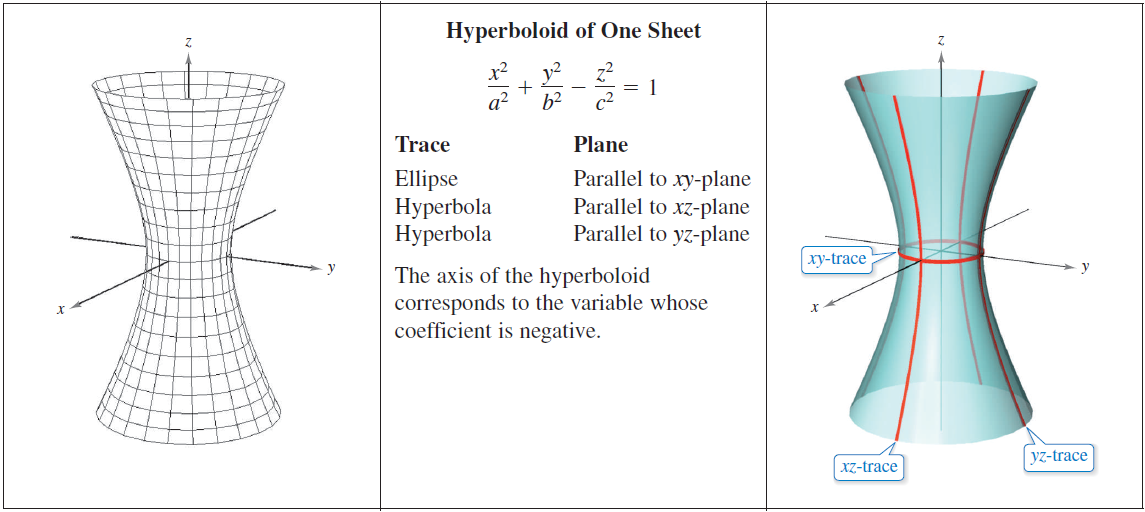 z
y
x
Hyperboloid of One Sheet
x²/a² + y²/b² − z²/c² = 1
Trace Plane
Ellipse Parallel to xy-plane
Hyperbola Parallel to xz-plane
Hyperbola Parallel to yz-plane
The axis of the hyperboloid
corresponds to the variable whose
coefficient is negative.
z
xy-trace
y
x
yz-trace
xz-trace